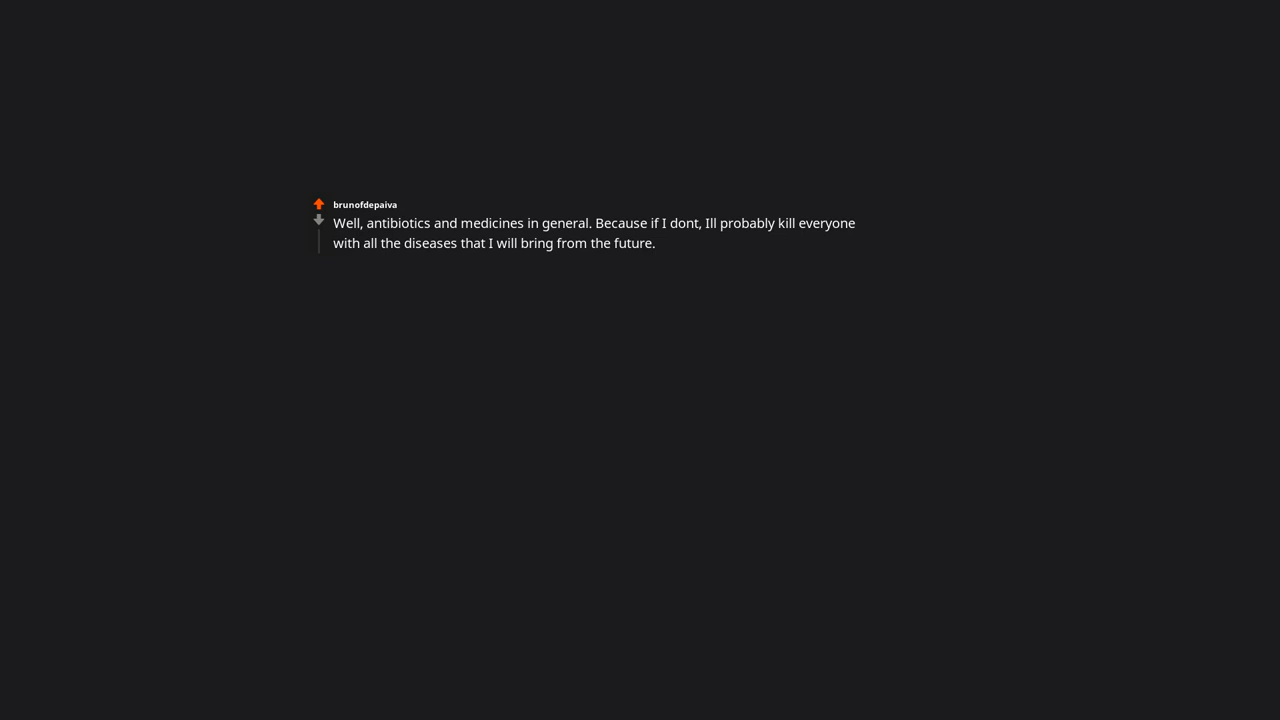 brunofdepaiva
Well, antibiotics and medicines in general. Because if I dont, Ill probably kill everyone
with all the diseases that I will bring from the future.